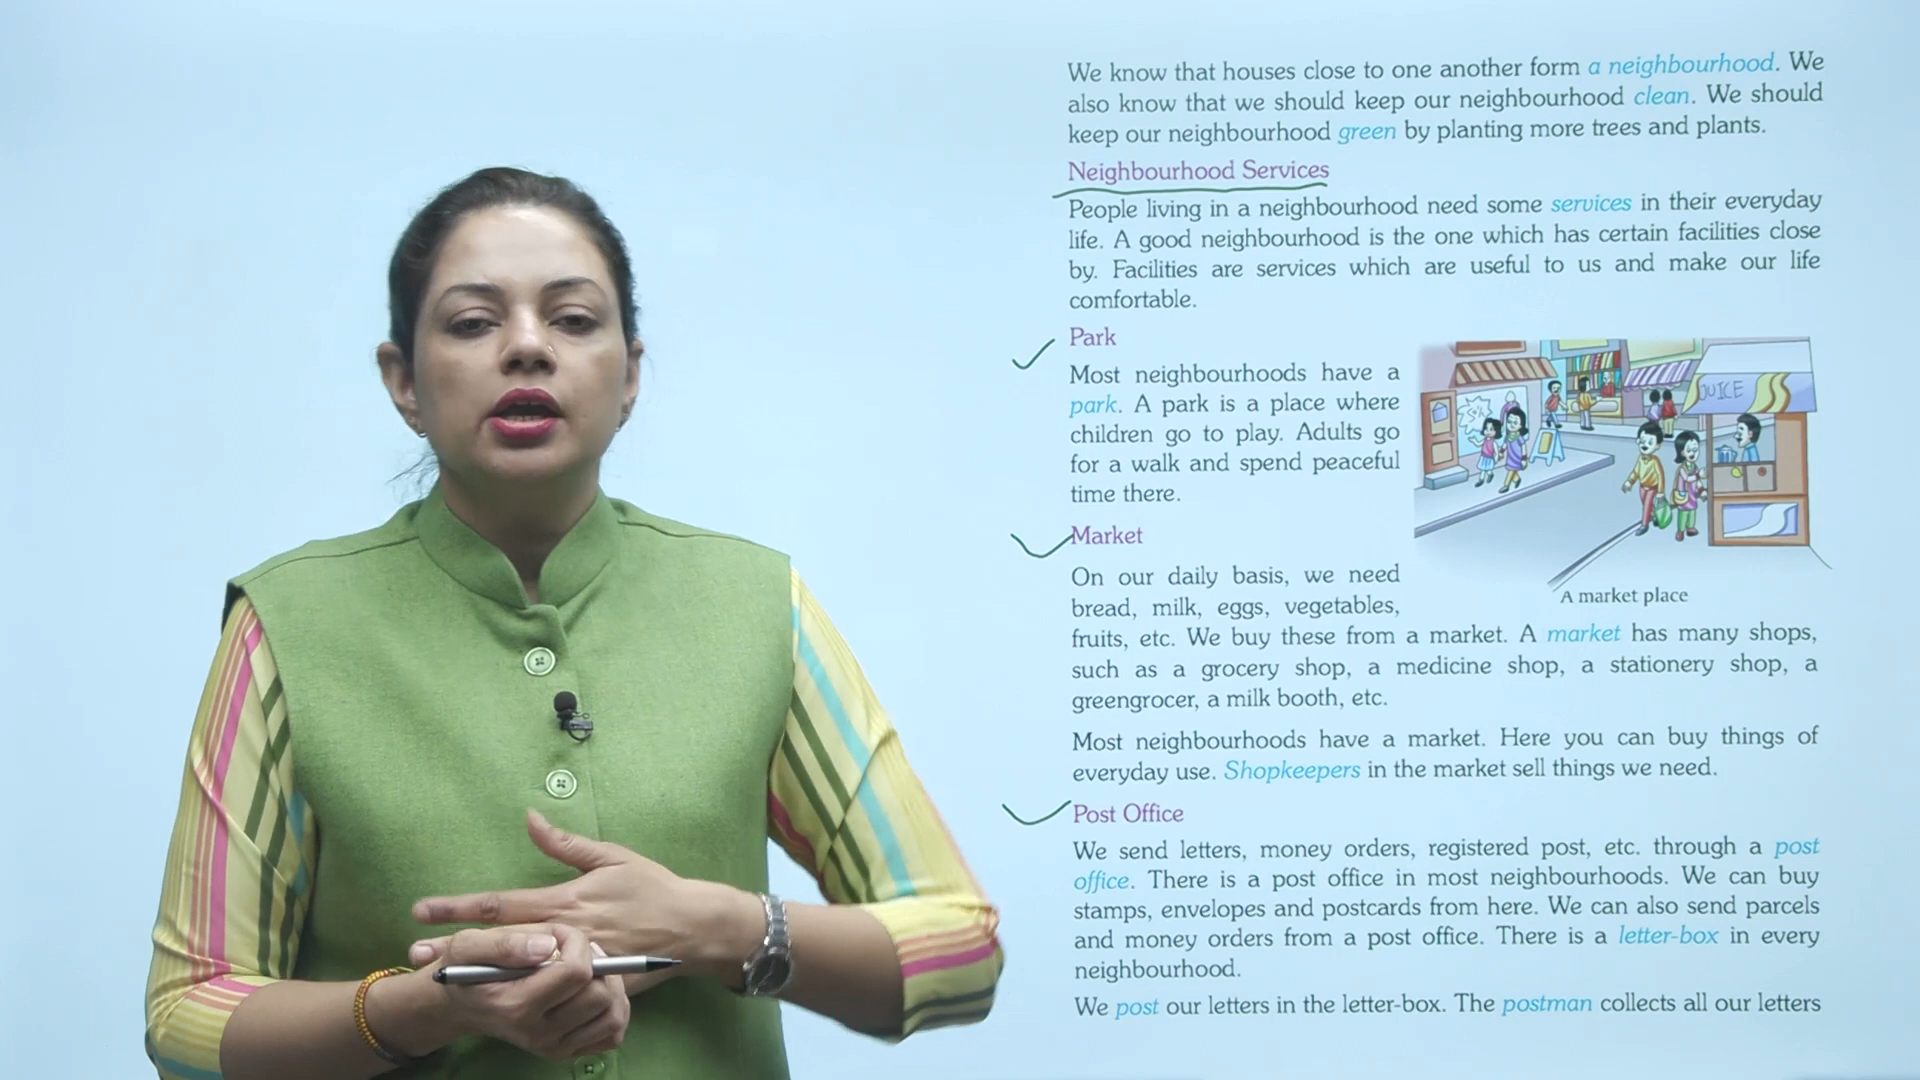 We know that houses close to one another form a neighbourhood. We
also know that we should keep our neighbourhood clean. We should
keep our neighbourhood green by planting more trees and plants.
Neighbourhood Services
People living in a neighbourhood need some services in their everyday
life. A good neighbourhood is the one which has certain facilities close
by. Facilities are services which are useful to us and make our life
comfortable.
Park
Most neighbourhoods have a
park. A park is a place where
children go to play. Adults go
for a walk and spend peaceful
time there.
JUICE
A market place
Market
On our daily basis, we need
bread, milk, eggs, vegetables,
fruits, etc. We buy these from a market. A market has many shops,
such as a grocery shop, a medicine shop, a stationery shop, a
greengrocer, a milk booth, etc.
Most neighbourhoods have a market. Here you can buy things of
everyday use. Shopkeepers in the market sell things we need.
Post Office
We send letters, money orders, registered post, etc. through a post
office. There is a post office in most neighbourhoods. We can buy
stamps, envelopes and postcards from here. We can also send parcels
and money orders from a post office. There is a letter-box in every
neighbourhood.
We post our letters in the letter-box. The postman collects all our letters